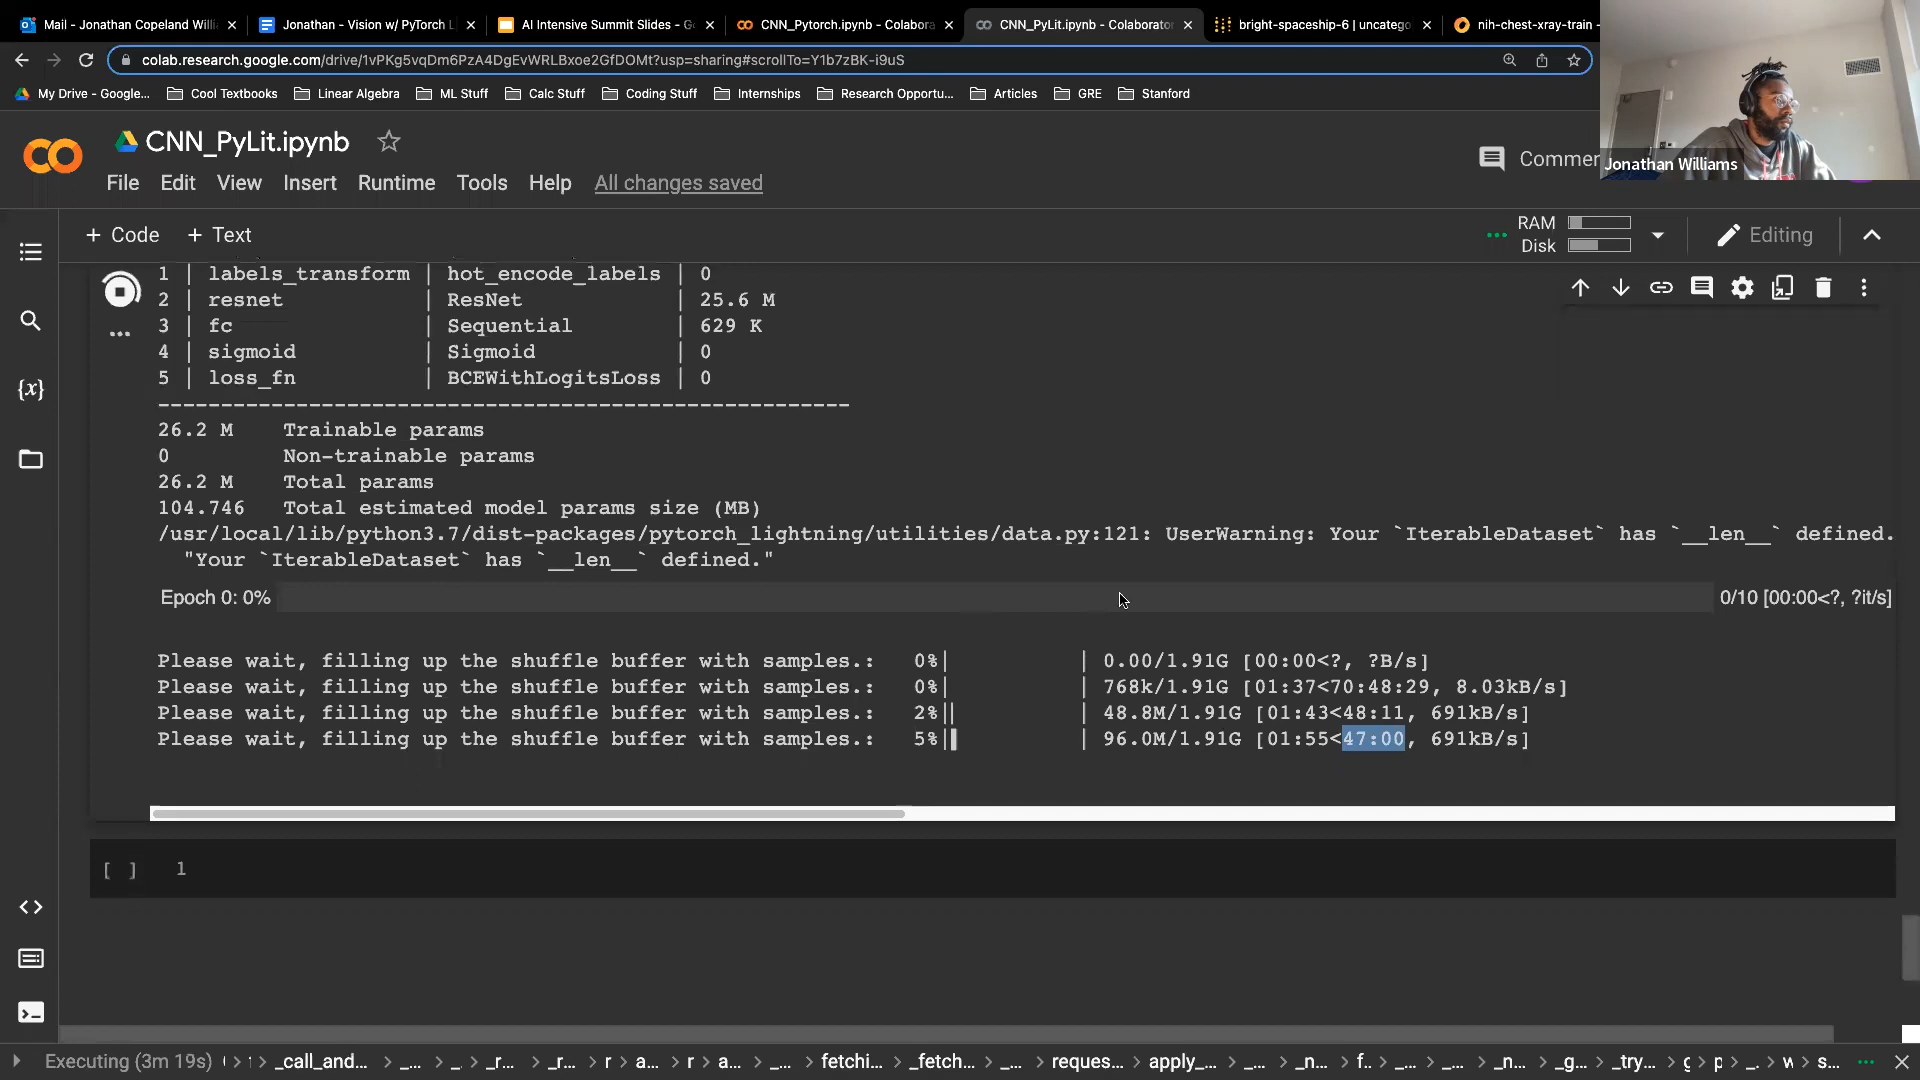 Mail - Jonathan Copeland Willi
Jonathan - Vision w/ PyTorch L
AI Intensive Summit Slides - Go
CNN_Pytorch.ipynb - Colabora
CNN_PyLit.ipynb - Colaborator
bright-spaceship-6 | uncatego
nih-chest-xray-train -
colab.research.google.com/drive/1vPKg5vqDm6PzA4DgEvWRLBxoe2GfDOMt?usp=sharing#scrollTo=Y1b7zBK-i9uS
My Drive - Google...
Cool Textbooks
Linear Algebra
ML Stuff
Calc Stuff
Coding Stuff
Internships
Research Opportu...
Articles
GRE
Stanford
CNN_PyLit.ipynb
Commen
Jonathan Williams
File Edit View Insert Runtime Tools Help All changes saved
+ Code + Text
RAM
Disk
Editing
1 | labels_transform | hot_encode_labels | 0
2 | resnet | ResNet | 25.6 M
3 | fc | Sequential | 629 K
4 | sigmoid | Sigmoid | 0
5 | loss_fn | BCEWithLogitsLoss | 0
-------------------------------------------------------
26.2 M Trainable params
0 Non-trainable params
26.2 M Total params
104.746 Total estimated model params size (MB)
/usr/local/lib/python3.7/dist-packages/pytorch_lightning/utilities/data.py:121: UserWarning: Your `IterableDataset` has `__len__` defined.
"Your `IterableDataset` has `__len__` defined."
Epoch 0: 0% 0/10 [00:00<?, ?it/s]
Please wait, filling up the shuffle buffer with samples.: 0%| | 0.00/1.91G [00:00<?, ?B/s]
Please wait, filling up the shuffle buffer with samples.: 0%| | 768k/1.91G [01:37<70:48:29, 8.03kB/s]
Please wait, filling up the shuffle buffer with samples.: 2%| | 48.8M/1.91G [01:43<48:11, 691kB/s]
Please wait, filling up the shuffle buffer with samples.: 5%| | 96.0M/1.91G [01:55<47:00, 691kB/s]
[ ] 1
Executing (3m 19s) > _call_and... > _... > _. > _r... > _r... > r > a... > r > a... > _... > fetchi... > _fetch... > _... > reques... > apply_... > _... > _n... > f.. > _... > _... > _n... > _g... > _try... > g > p > _. > w > s...